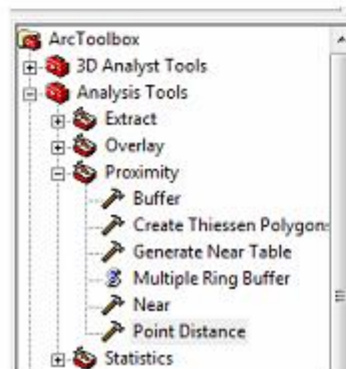 ArcToolbox
3D Analyst Tools
Analysis Tools
Extract
Overlay
Proximity
Buffer
Create Thiessen Polygon
Generate Near Table
Multiple Ring Buffer
Near
Point Distance
Statistics